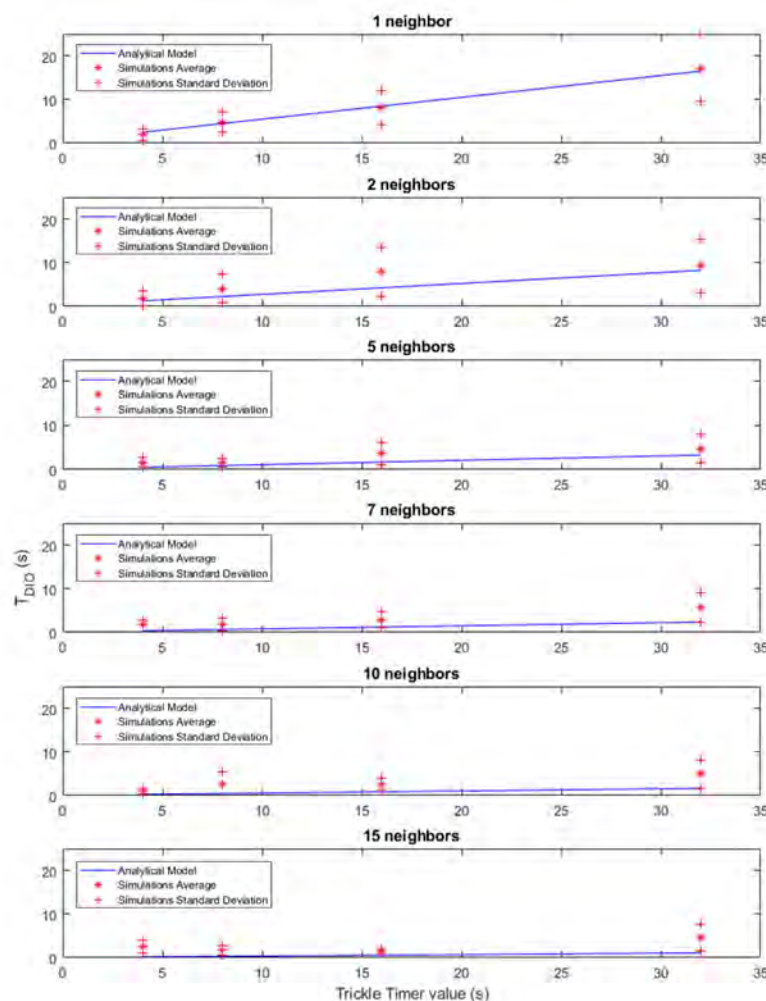 1 neighbor
20
10
0
Analytical Model
Simulations Average
Simulations Standard Deviation
0 5 10 15 20 25 30 35
2 neighbors
20
10
0
Analytical Model
Simulations Average
Simulations Standard Deviation
0 5 10 15 20 25 30 35
5 neighbors
20
10
0
Analytical Model
Simulations Average
Simulations Standard Deviation
0 5 10 15 20 25 30 35
7 neighbors
T_DIO (s)
20
10
0
Analytical Model
Simulations Average
Simulations Standard Deviation
0 5 10 15 20 25 30 35
10 neighbors
20
10
0
Analytical Model
Simulations Average
Simulations Standard Deviation
0 5 10 15 20 25 30 35
15 neighbors
20
10
0
Analytical Model
Simulations Average
Simulations Standard Deviation
0 5 10 15 20 25 30 35
Trickle Timer value (s)